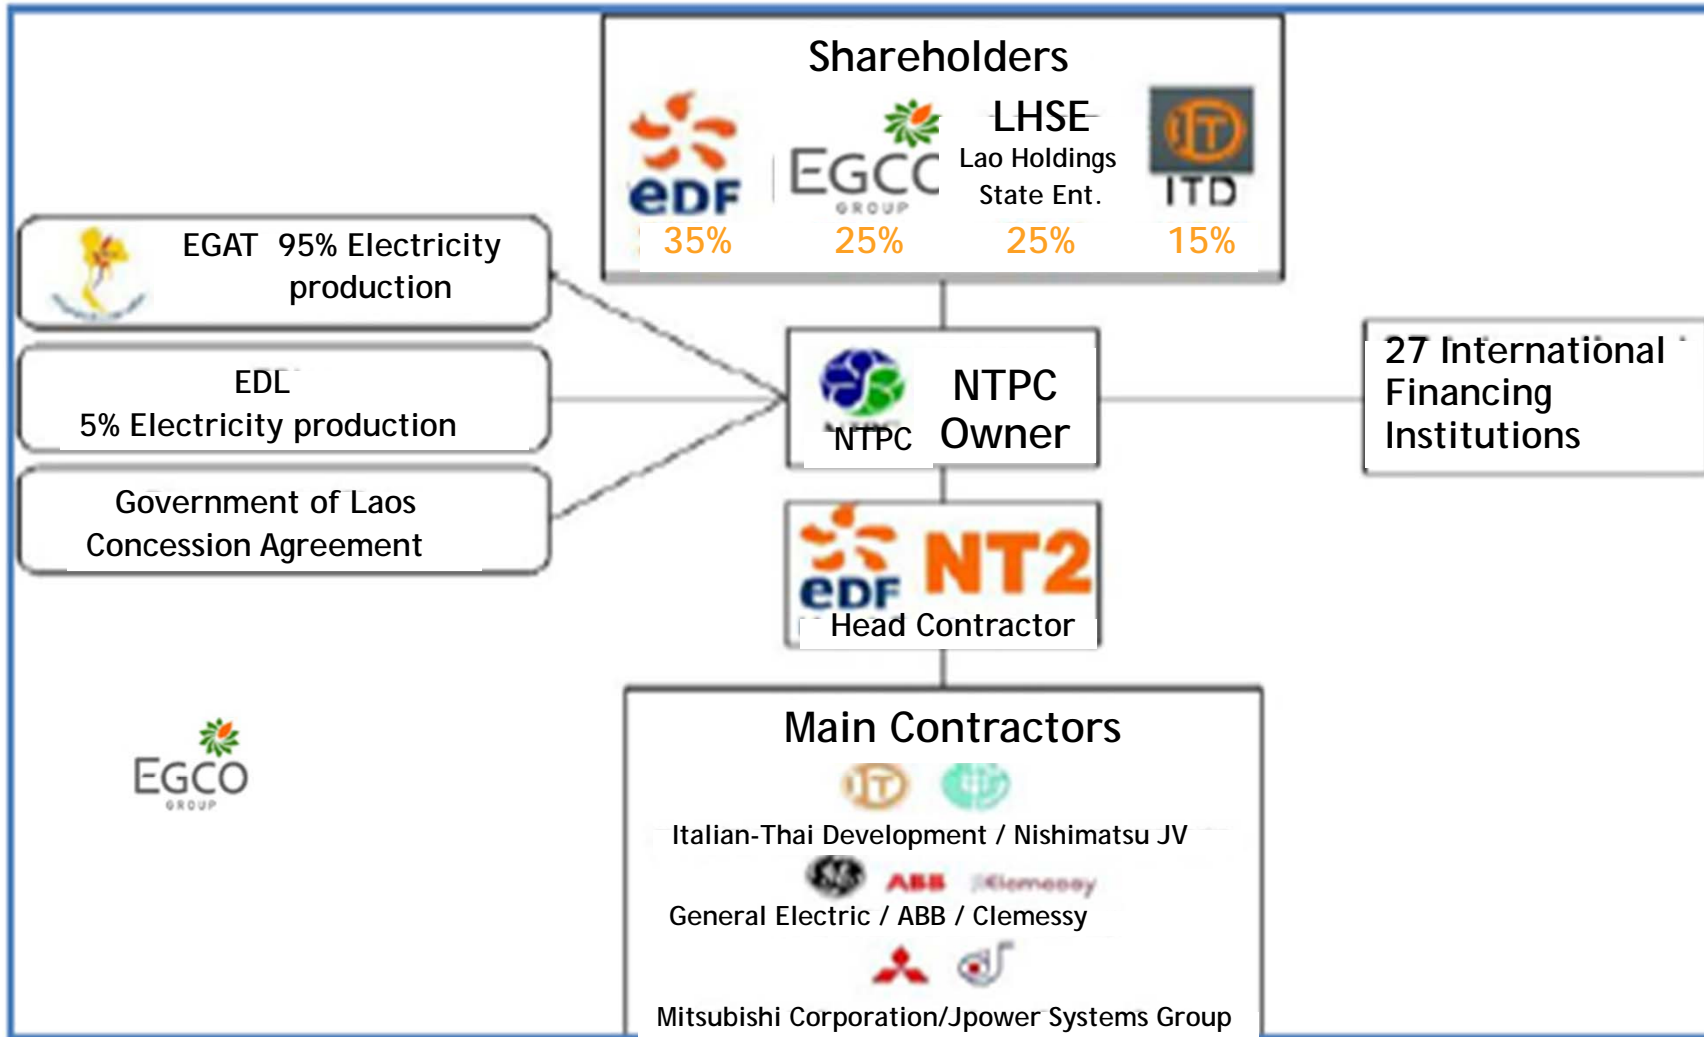 Shareholders
eDF
EGCO
GROUP
LHSE
Lao Holdings
State Ent.
ITD
35%
25%
25%
15%
EGAT 95% Electricity
production
EDL
5% Electricity production
Government of Laos
Concession Agreement
NTPC
NTPC
Owner
27 International
Financing
Institutions
eDF
NT2
Head Contractor
EGCO
GROUP
Main Contractors
Italian-Thai Development / Nishimatsu JV
ABB
Clemessy
General Electric / ABB / Clemessy
Mitsubishi Corporation/Jpower Systems Group